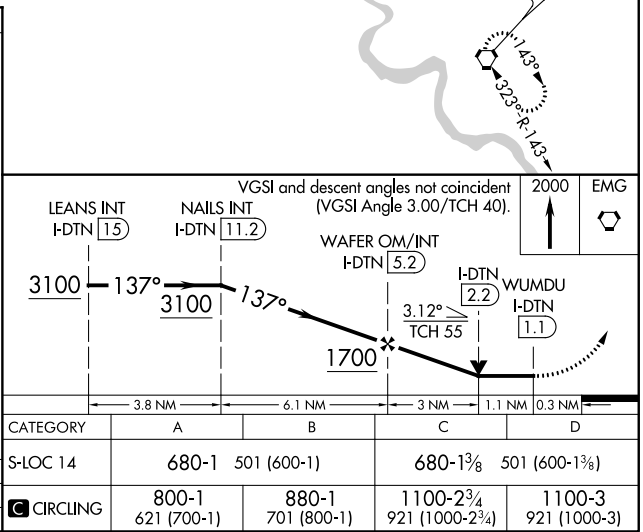 143°
323°
R-143
VGSI and descent angles not coincident
(VGSI Angle 3.00/TCH 40).
2000
EMG
LEANS INT
I-DTN 15
NAILS INT
I-DTN 11.2
WAFER OM/INT
I-DTN 5.2
I-DTN
2.2
WUMDU
I-DTN
1.1
3100
137°
3100
137°
1700
3.12°
TCH 55
3.8 NM
6.1 NM
3 NM
1.1 NM
0.3 NM
CATEGORY A B C D
S-LOC 14 680-1 501 (600-1) 680-1⅜ 501 (600-1⅜)
C CIRCLING 800-1 880-1 1100-2¾ 1100-3
621 (700-1) 701 (800-1) 921 (1000-2¾) 921 (1000-3)